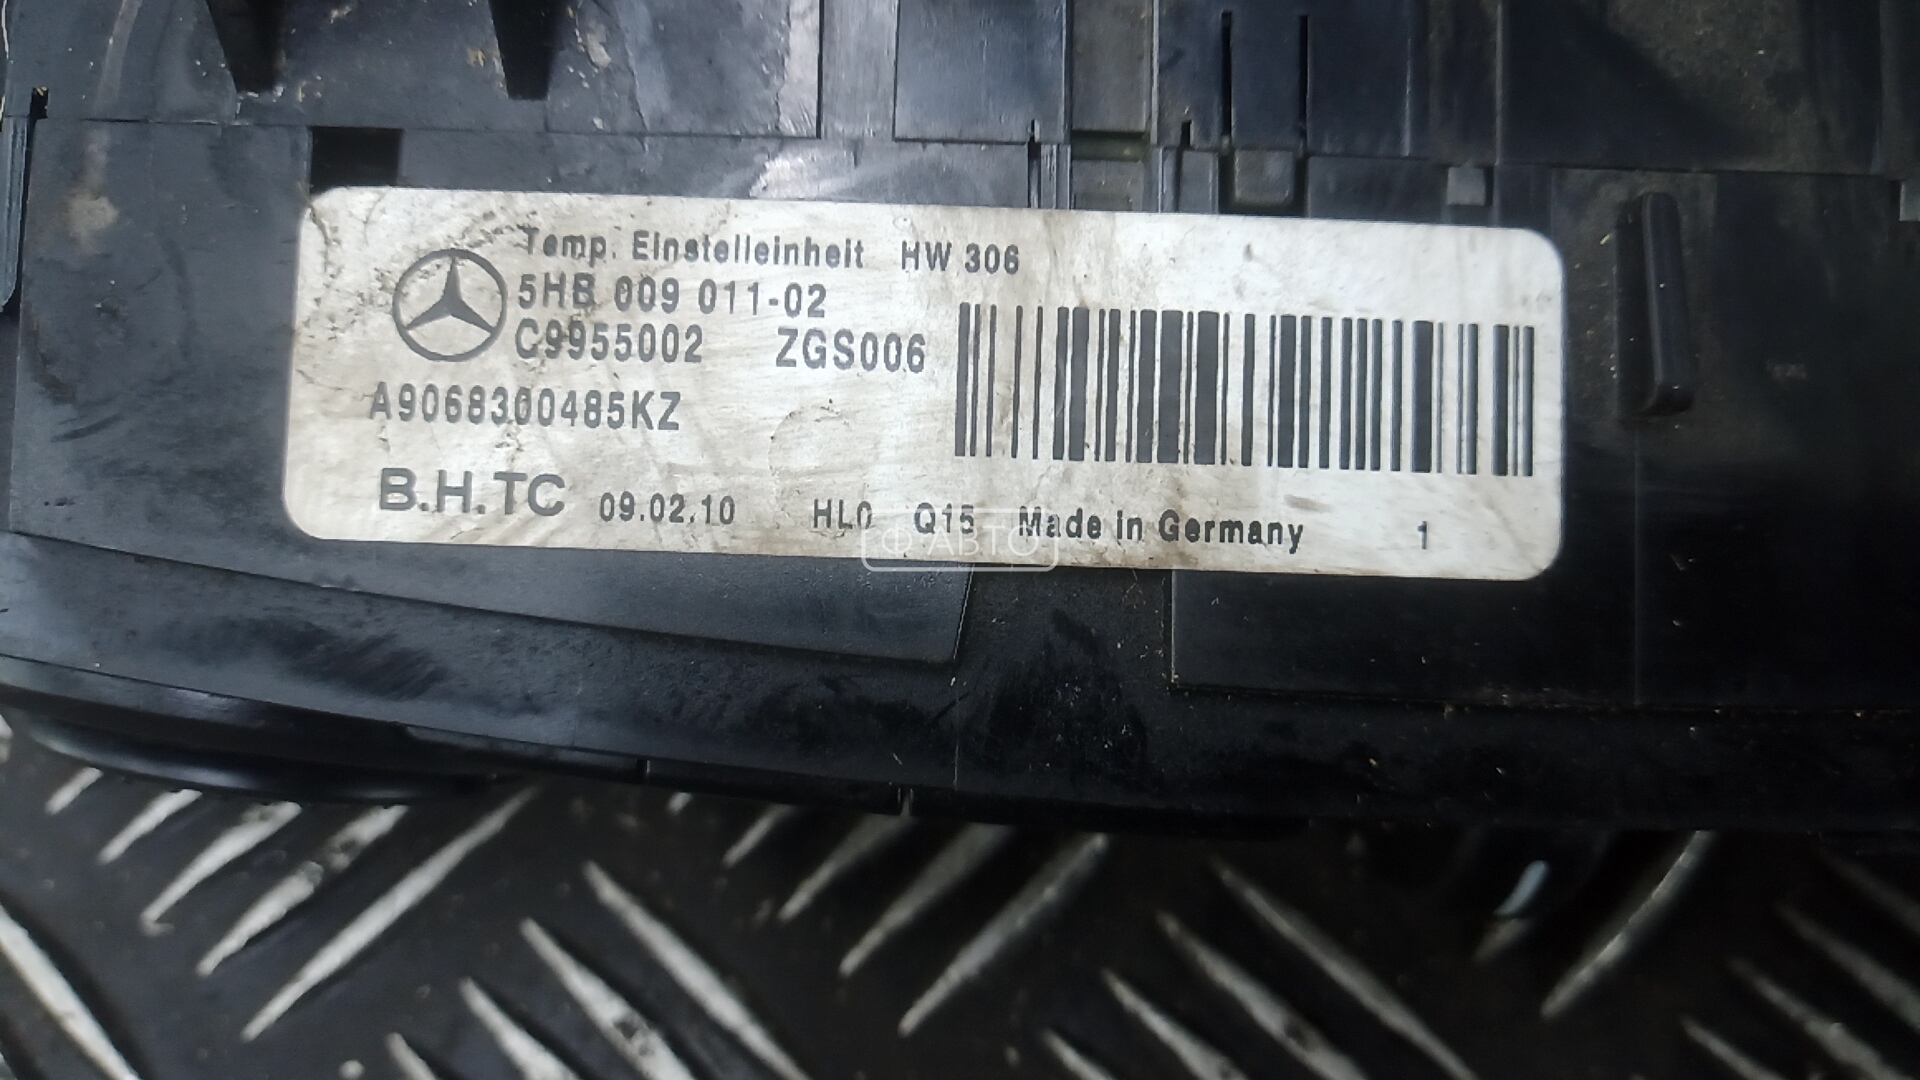 Temp. Einstelleinheit HW 306
5HB 009 011-02
C9955002 ZGS006
A9068300485KZ
B.H.TC 09.02.10 HL0 Q15 Made in Germany 1
Ф АВТО